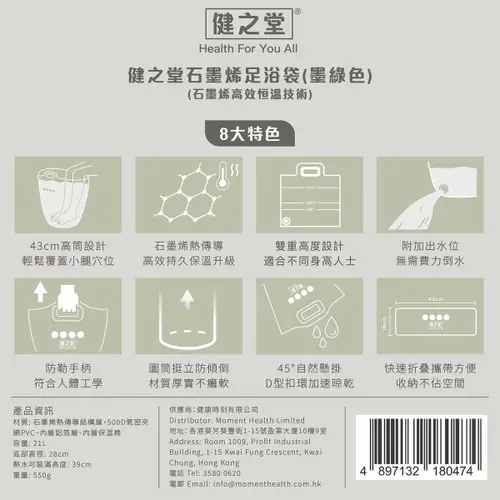 健之堂®
Health For You All
健之堂石墨烯足浴袋(墨綠色)
(石墨烯高效恒溫技術)
8大特色
43cm高筒設計
輕鬆覆蓋小腿穴位
石墨烯熱傳導
高效持久保溫升級
雙重高度設計
適合不同身高人士
附加出水位
無需費力倒水
健之堂
防勒手柄
符合人體工學
圓筒挺立防傾倒
材質厚實不癱軟
45°自然懸掛
D型扣環加速晾乾
43cm
健之堂
快速折疊攜帶方便
收納不佔空間
產品資訊
材質: 石墨烯熱傳導結構層+500D氣密夾
網PVC+內層鋁箔層+內層保溫棉
容量: 21L
底部直徑: 28cm
熱水可裝滿高度: 39cm
重量: 550g
供應商: 健康時刻有限公司
Distributor: Moment Health Limited
地址: 香港葵芳葵豐街1-15號盈業大廈10樓9室
Address: Room 1009, Profit Industrial
Building, 1-15 Kwai Fung Crescent, Kwai
Chung, Hong Kong
電話 Tel: 3580 0620
電郵 Email: info@momenthealth.com.hk
4 897132 180474 >